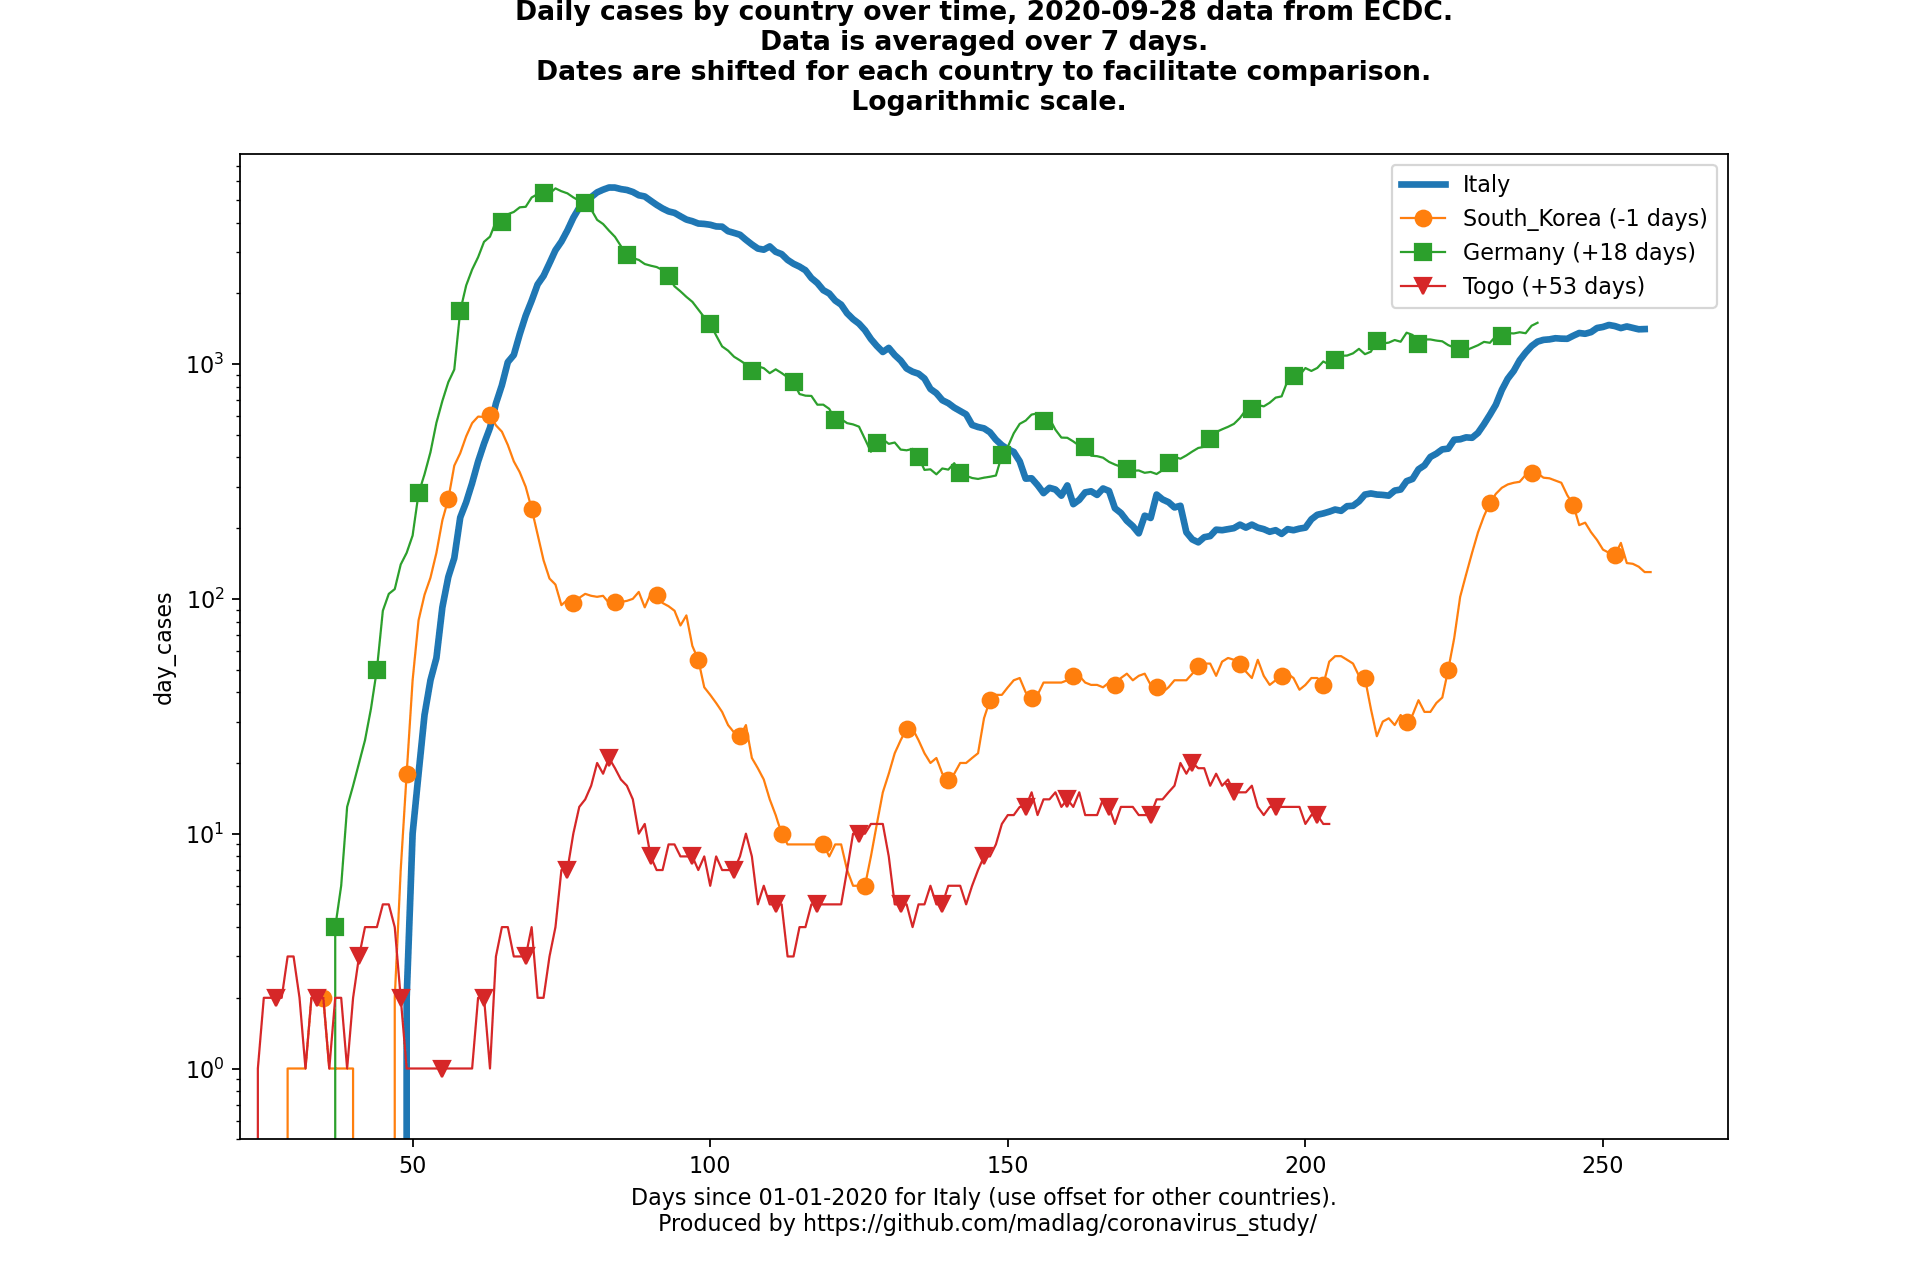 Daily cases by country over time, 2020-09-28 data from ECDC.
Data is averaged over 7 days.
Dates are shifted for each country to facilitate comparison.
Logarithmic scale.
Italy
South_Korea (-1 days)
Germany (+18 days)
Togo (+53 days)
10³
10²
10¹
10⁰
day_cases
50 100 150 200 250
Days since 01-01-2020 for Italy (use offset for other countries).
Produced by https://github.com/madlag/coronavirus_study/